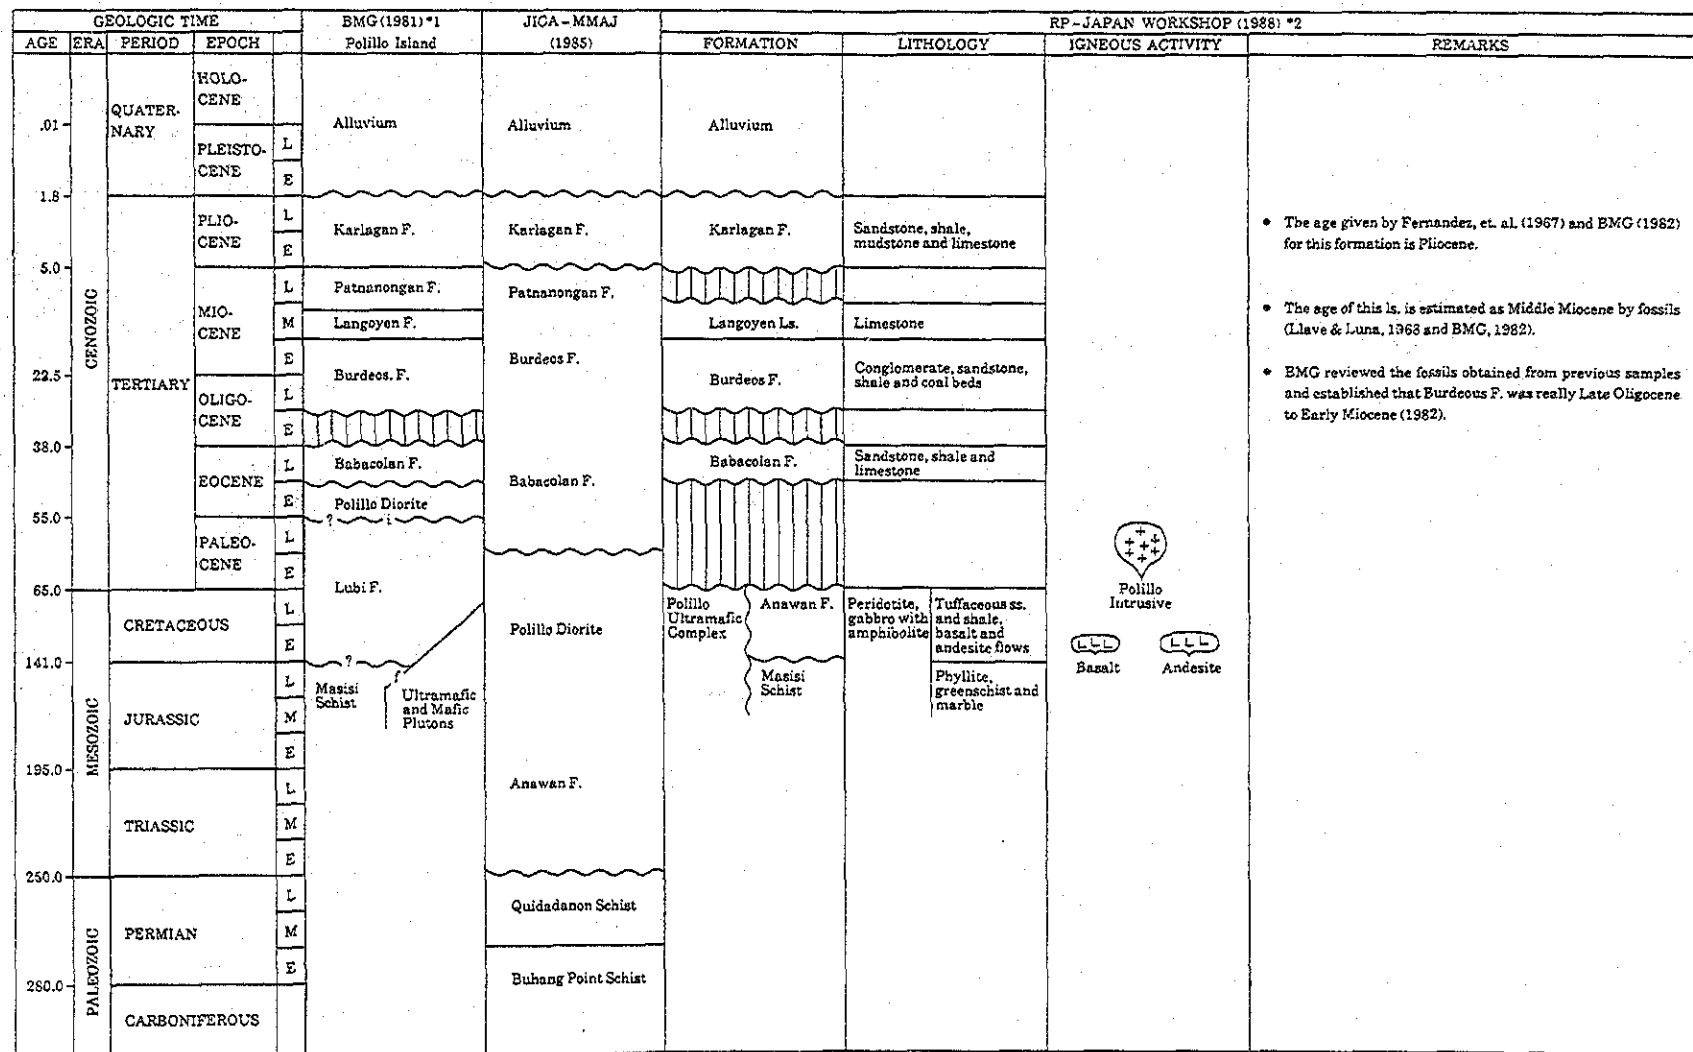 GEOLOGIC TIME
BMG (1981) *1
JICA-MMAJ
RP-JAPAN WORKSHOP (1988) *2
AGE
ERA
PERIOD
EPOCH
Polillo Island
(1985)
FORMATION
LITHOLOGY
IGNEOUS ACTIVITY
REMARKS
.01
1.8
5.0
22.5
38.0
55.0
65.0
141.0
195.0
250.0
280.0
CENOZOIC
MESOZOIC
PALEOZOIC
QUATER-
NARY
TERTIARY
CRETACEOUS
JURASSIC
TRIASSIC
PERMIAN
CARBONIFEROUS
HOLO-
CENE
PLEISTO-
CENE
PLIO-
CENE
MIO-
CENE
OLIGO-
CENE
EOCENE
PALEO-
CENE
L
E
L
E
L
M
E
L
E
L
E
L
E
L
E
L
M
E
L
M
E
L
M
E
Alluvium
Karlagan F.
Patnanongan F.
Langoyen F.
Burdeos. F.
Babacolan F.
Polillo Diorite
?
Lubi F.
?
Masisi
Schist
?
Ultramafic
and Mafic
Plutons
Alluvium
Karlagan F.
Patnanongan F.
Burdeos F.
Babacolan F.
Polillo Diorite
Anawan F.
Quidadanon Schist
Buhang Point Schist
Alluvium
Karlagan F.
Langoyen Ls.
Burdeos F.
Babacolan F.
Polillo
Ultramafic
Complex
Anawan F.
Masisi
Schist
Sandstone, shale,
mudstone and limestone
Limestone
Conglomerate, sandstone,
shale and coal beds
Sandstone, shale and
limestone
Peridotite,
gabbro with
amphibolite
Tuffaceous ss.
and shale,
basalt and
andesite flows
Phyllite,
greenschist and
marble
Polillo
Intrusive
Basalt
Andesite
• The age given by Fernandez, et. al. (1967) and BMG (1982)
for this formation is Pliocene.
• The age of this ls. is estimated as Middle Miocene by fossils
(Llave & Luna, 1968 and BMG, 1982).
• BMG reviewed the fossils obtained from previous samples
and established that Burdeous F. was really Late Oligocene
to Early Miocene (1982).